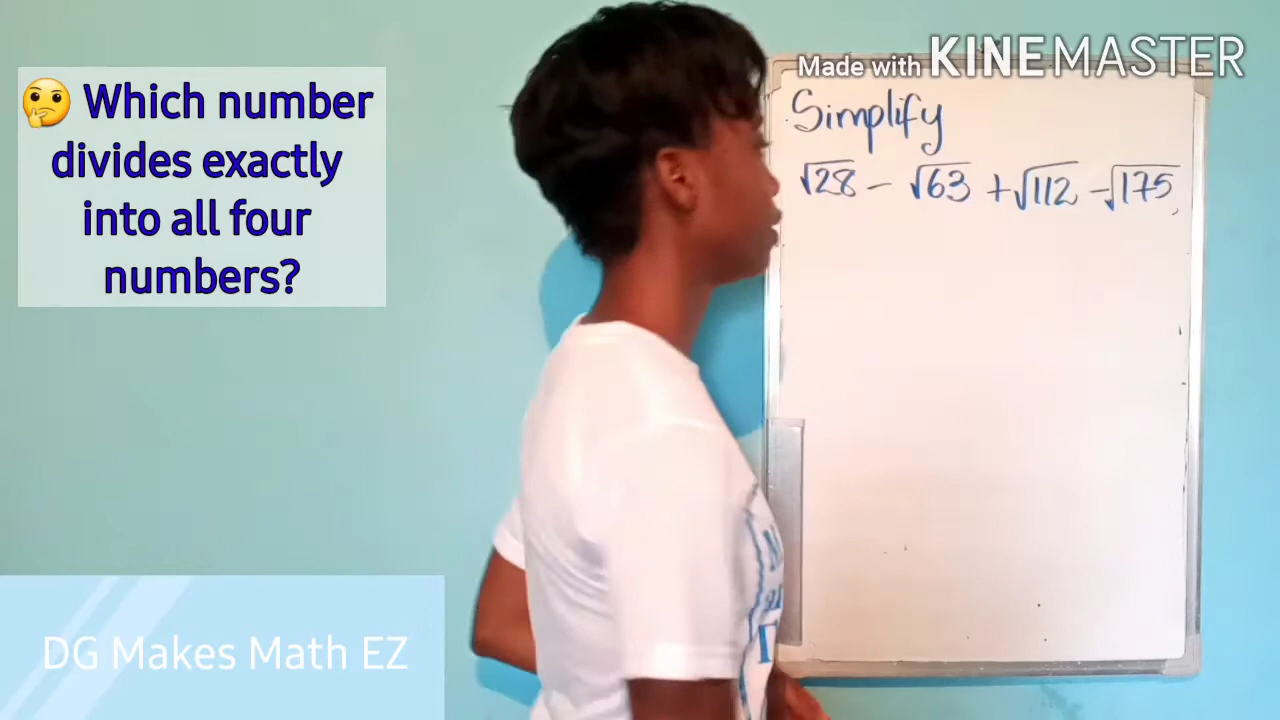 🤔 Which number
divides exactly
into all four
numbers?
Made with KINEMASTER
Simplify
√28 - √63 + √112 - √175
DG Makes Math EZ